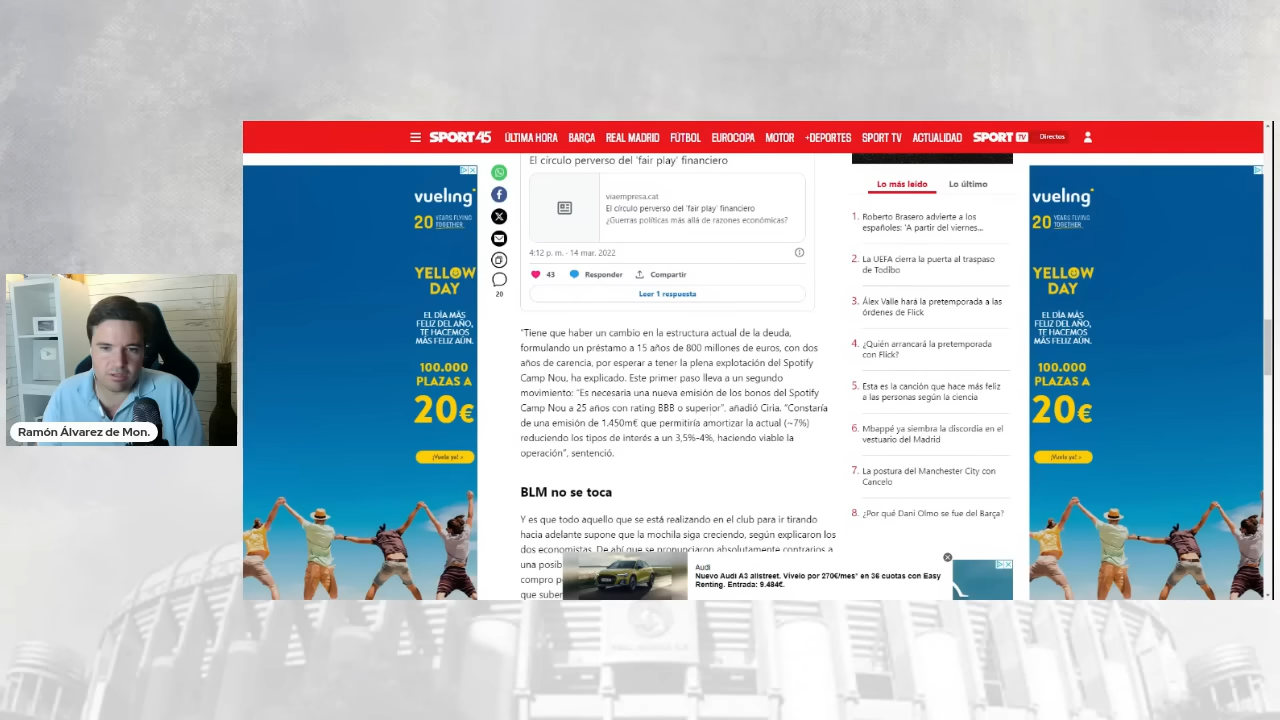 SPORT 45
ÚLTIMA HORA
BARÇA
REAL MADRID
FÚTBOL
EUROCOPA
MOTOR
+DEPORTES
SPORT TV
ACTUALIDAD
SPORT TV
Directos
vueling
20 YEARS FLYING TOGETHER.
YELLOW
DAY
EL DÍA MÁS
FELIZ DEL AÑO,
TE HACEMOS
MÁS FELIZ AÚN.
100.000
PLAZAS A
20€
¡Vuela ya! >
20
El círculo perverso del 'fair play' financiero
viaempresa.cat
El círculo perverso del 'fair play' financiero
¿Guerras políticas más allá de razones económicas?
4:12 p. m. · 14 mar. 2022
43
Responder
Compartir
Leer 1 respuesta
“Tiene que haber un cambio en la estructura actual de la deuda,
formulando un préstamo a 15 años de 800 millones de euros, con dos
años de carencia, por esperar a tener la plena explotación del Spotify
Camp Nou, ha explicado. Este primer paso lleva a un segundo
movimiento: “Es necesaria una nueva emisión de los bonos del Spotify
Camp Nou a 25 años con rating BBB o superior”, añadió Ciria. “Constaría
de una emisión de 1.450m€ que permitiría amortizar la actual (~7%)
reduciendo los tipos de interés a un 3,5%-4%, haciendo viable la
operación”, sentenció.
BLM no se toca
Y es que todo aquello que se está realizando en el club para ir tirando
hacia adelante supone que la mochila siga creciendo, según explicaron los
dos economistas. De ahí que se pronunciaron absolutamente contrarios a
una posib
compro p
que suber
Lo más leído
Lo último
1. Roberto Brasero advierte a los
españoles: 'A partir del viernes...
2. La UEFA cierra la puerta al traspaso
de Todibo
3. Álex Valle hará la pretemporada a las
órdenes de Flick
4. ¿Quién arrancará la pretemporada
con Flick?
5. Esta es la canción que hace más feliz
a las personas según la ciencia
6. Mbappé ya siembra la discordia en el
vestuario del Madrid
7. La postura del Manchester City con
Cancelo
8. ¿Por qué Dani Olmo se fue del Barça?
Audi
Nuevo Audi A3 allstreet. Vívelo por 270€/mes* en 36 cuotas con Easy
Renting. Entrada: 9.484€.
vueling
20 YEARS FLYING TOGETHER.
YELLOW
DAY
EL DÍA MÁS
FELIZ DEL AÑO,
TE HACEMOS
MÁS FELIZ AÚN.
100.000
PLAZAS A
20€
¡Vuela ya! >
Ramón Álvarez de Mon.